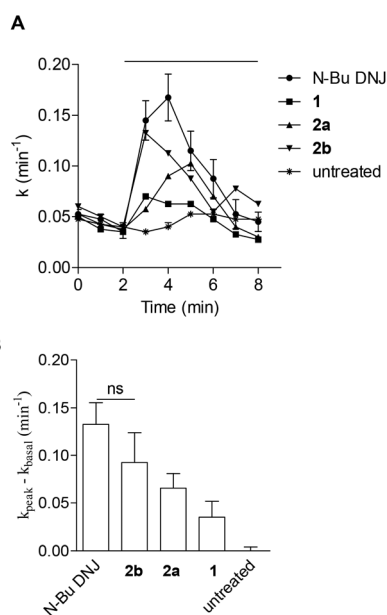 A
0.20
0.15
0.10
0.05
0.00
k (min-1)
0 2 4 6 8
Time (min)
N-Bu DNJ
1
2a
2b
untreated
0.20
0.15
0.10
0.05
0.00
kpeak - kbasal (min-1)
ns
N-Bu DNJ
2b
2a
1
untreated